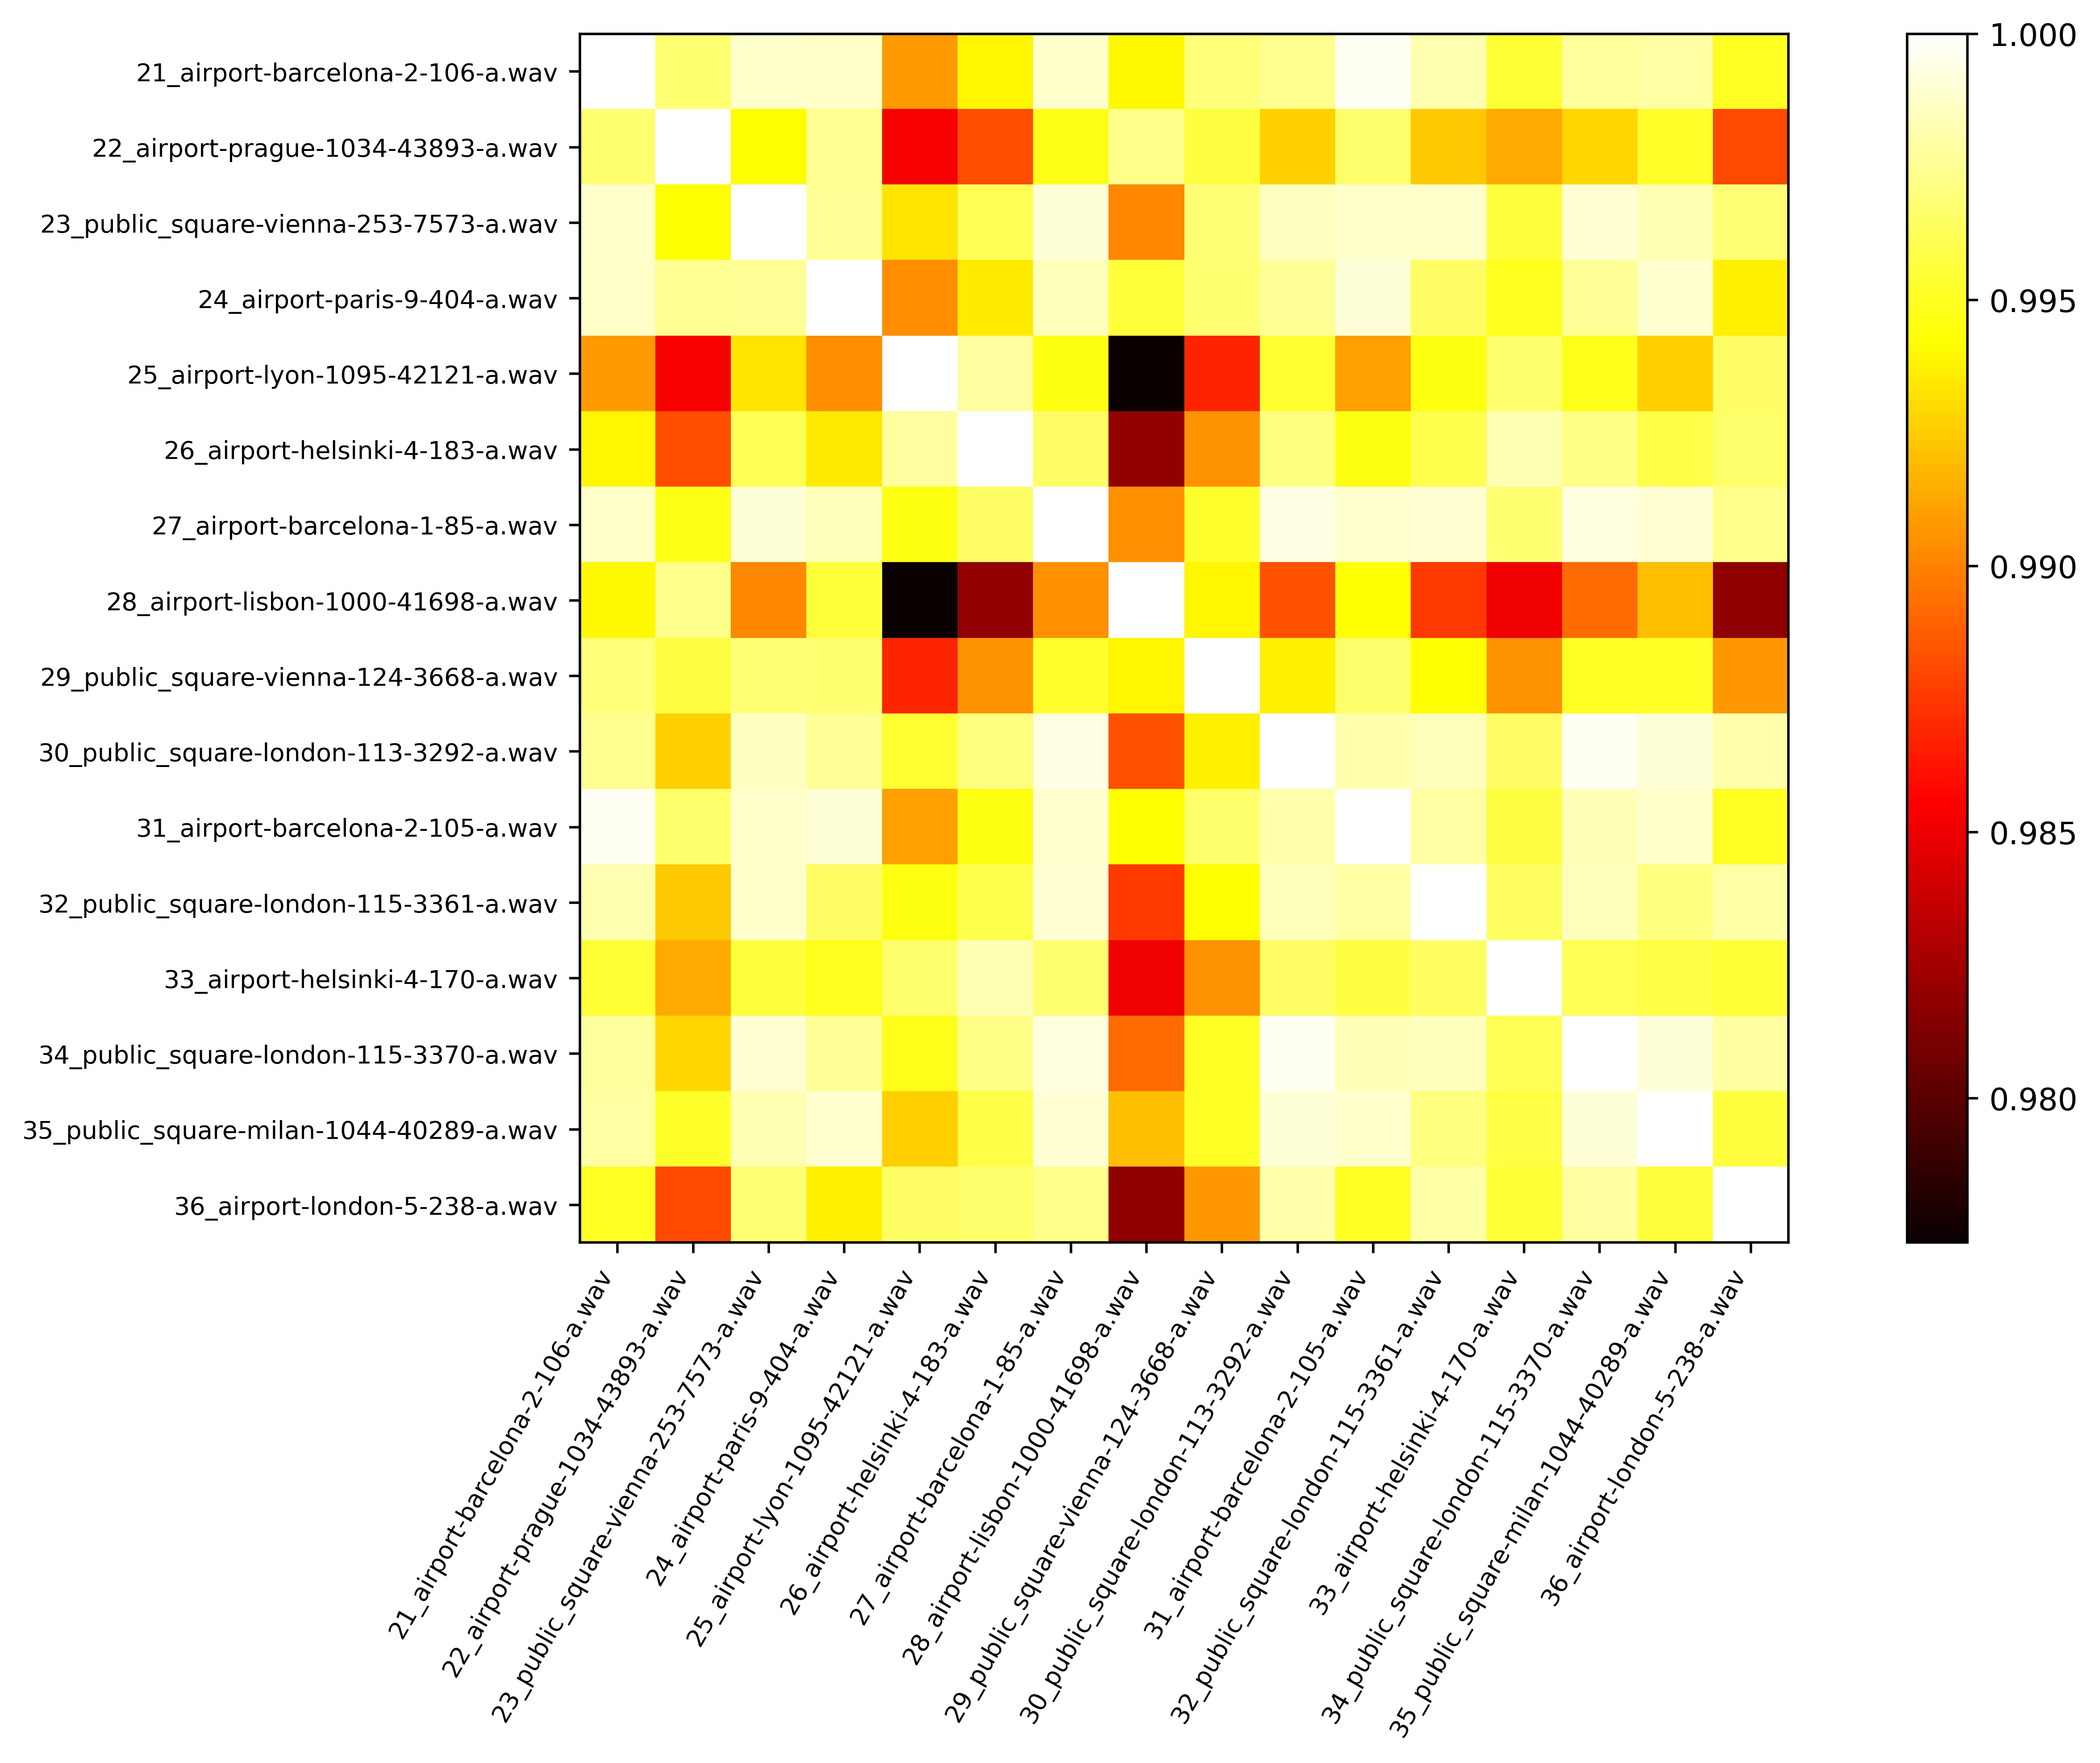 21_airport-barcelona-2-106-a.wav
22_airport-prague-1034-43893-a.wav
23_public_square-vienna-253-7573-a.wav
24_airport-paris-9-404-a.wav
25_airport-lyon-1095-42121-a.wav
26_airport-helsinki-4-183-a.wav
27_airport-barcelona-1-85-a.wav
28_airport-lisbon-1000-41698-a.wav
29_public_square-vienna-124-3668-a.wav
30_public_square-london-113-3292-a.wav
31_airport-barcelona-2-105-a.wav
32_public_square-london-115-3361-a.wav
33_airport-helsinki-4-170-a.wav
34_public_square-london-115-3370-a.wav
35_public_square-milan-1044-40289-a.wav
36_airport-london-5-238-a.wav
21_airport-barcelona-2-106-a.wav
22_airport-prague-1034-43893-a.wav
23_public_square-vienna-253-7573-a.wav
24_airport-paris-9-404-a.wav
25_airport-lyon-1095-42121-a.wav
26_airport-helsinki-4-183-a.wav
27_airport-barcelona-1-85-a.wav
28_airport-lisbon-1000-41698-a.wav
29_public_square-vienna-124-3668-a.wav
30_public_square-london-113-3292-a.wav
31_airport-barcelona-2-105-a.wav
32_public_square-london-115-3361-a.wav
33_airport-helsinki-4-170-a.wav
34_public_square-london-115-3370-a.wav
35_public_square-milan-1044-40289-a.wav
36_airport-london-5-238-a.wav
1.000
0.995
0.990
0.985
0.980